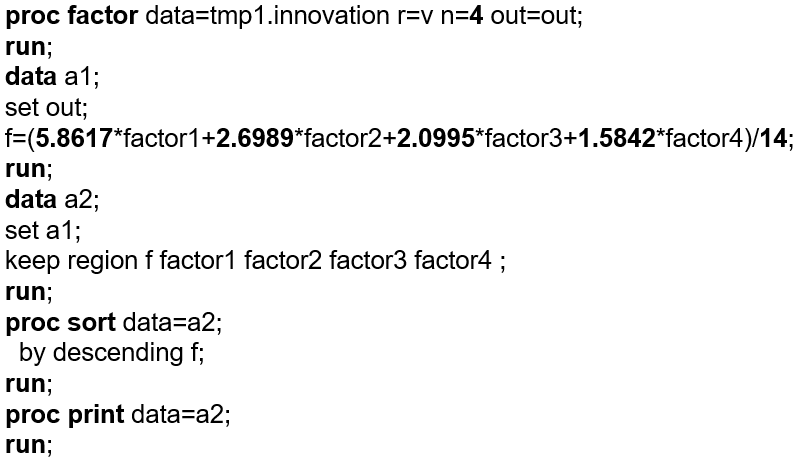 proc factor data=tmp1.innovation r=v n=4 out=out;
run;
data a1;
set out;
f=(5.8617*factor1+2.6989*factor2+2.0995*factor3+1.5842*factor4)/14;
run;
data a2;
set a1;
keep region f factor1 factor2 factor3 factor4 ;
run;
proc sort data=a2;
  by descending f;
run;
proc print data=a2;
run;